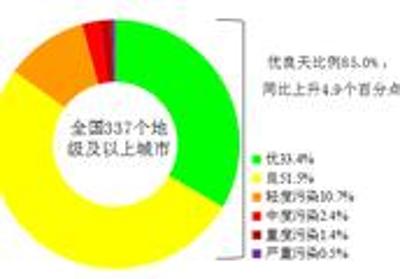 优良天比例85.0%，
同比上升4.9个百分点
全国337个地
级及以上城市
优33.4%
良51.5%
轻度污染10.7%
中度污染2.4%
重度污染1.4%
严重污染0.5%